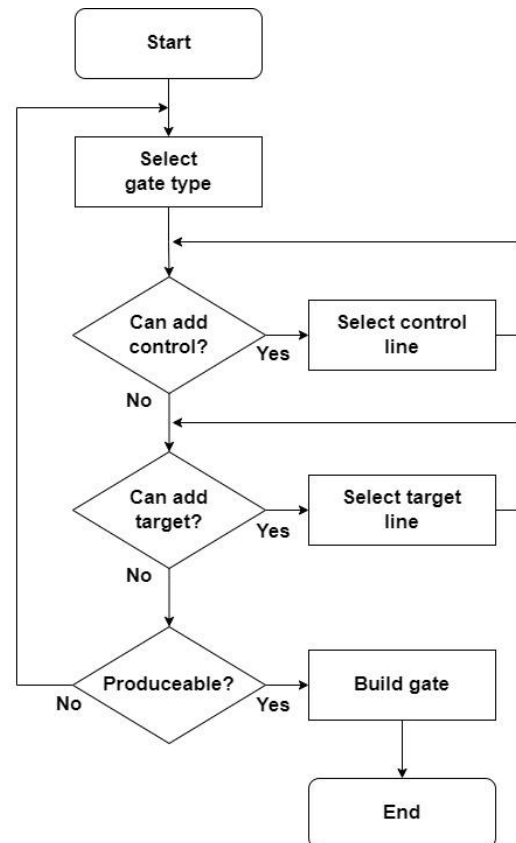 Start
Select
gate type
Can add
control?
Yes
Select control
line
No
Can add
target?
Yes
Select target
line
No
Produceable?
No
Yes
Build gate
End